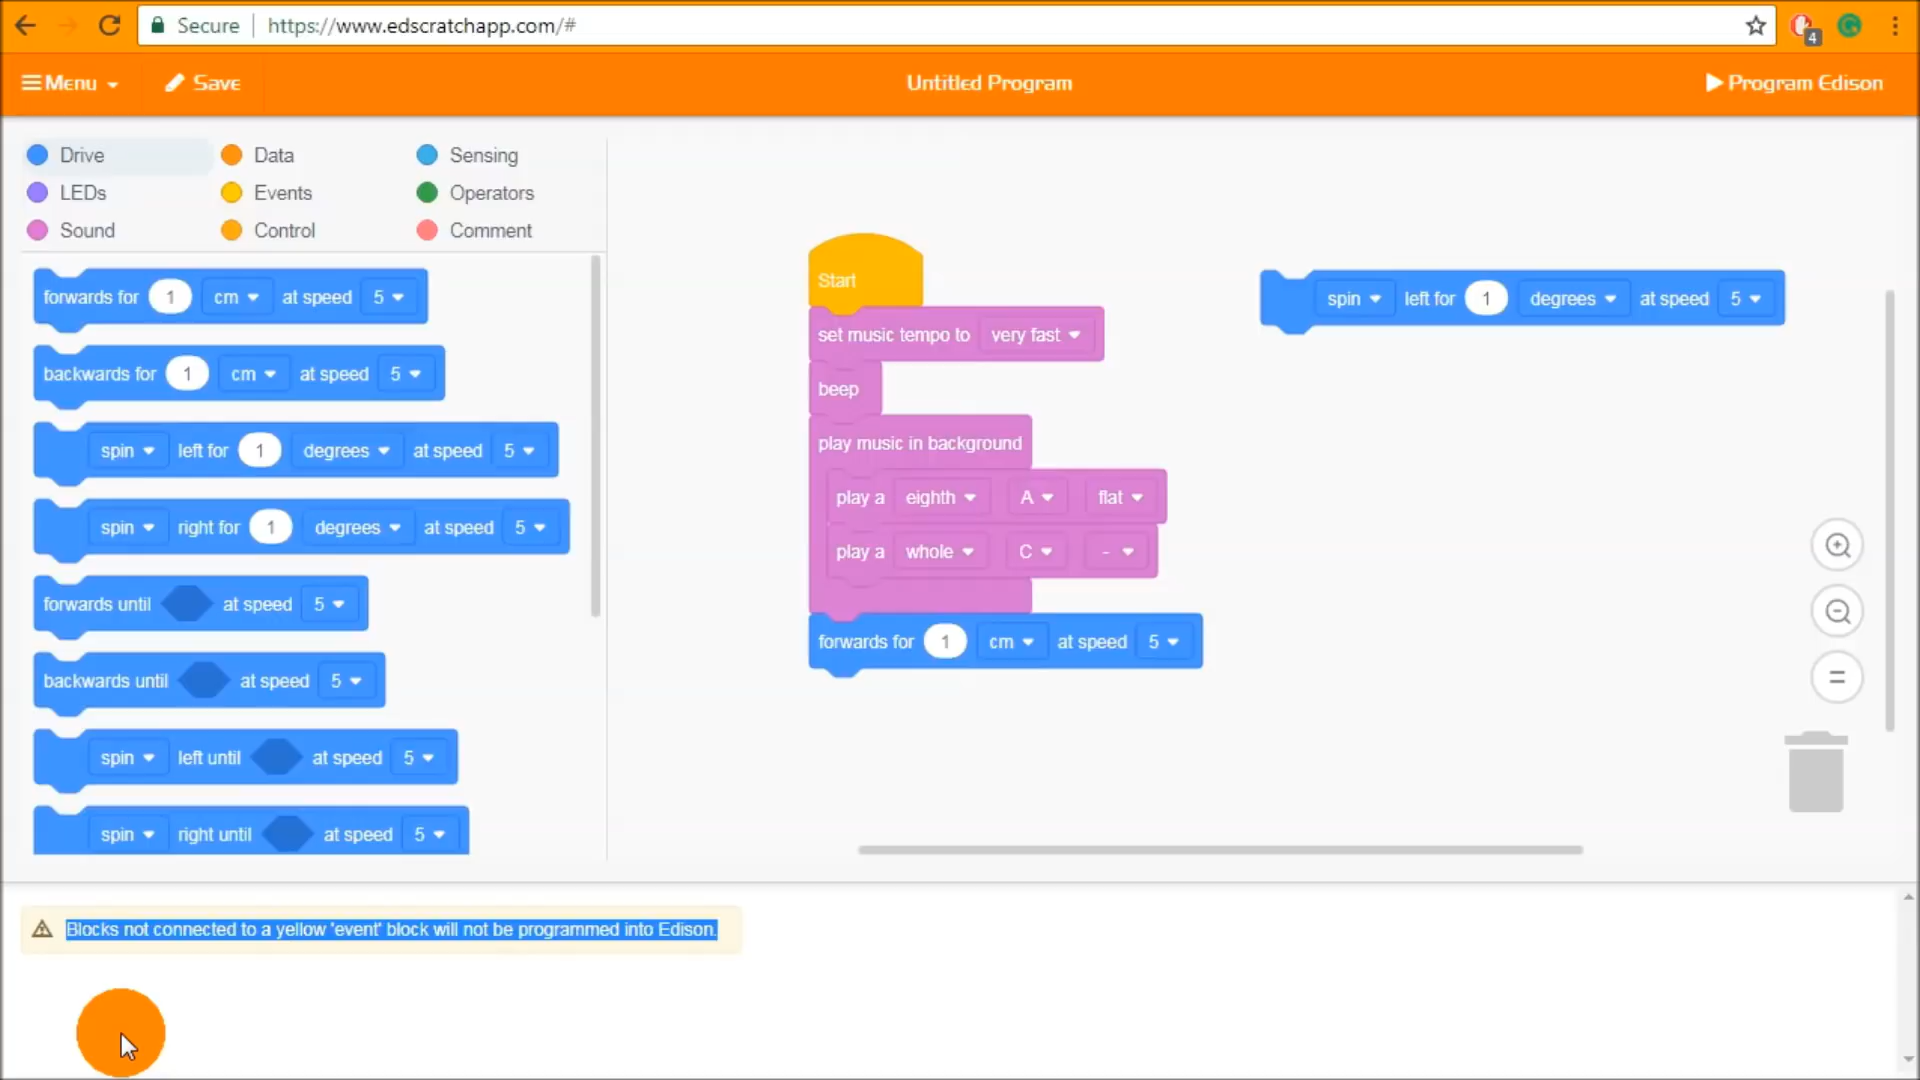 Secure https://www.edscratchapp.com/#
4
Menu Save Untitled Program Program Edison
Drive Data Sensing
LEDs Events Operators
Sound Control Comment
forwards for 1 cm at speed 5
backwards for 1 cm at speed 5
spin left for 1 degrees at speed 5
spin right for 1 degrees at speed 5
forwards until at speed 5
backwards until at speed 5
spin left until at speed 5
spin right until at speed 5
Start
set music tempo to very fast
beep
play music in background
play a eighth A flat
play a whole C -
forwards for 1 cm at speed 5
spin left for 1 degrees at speed 5
Blocks not connected to a yellow 'event' block will not be programmed into Edison.